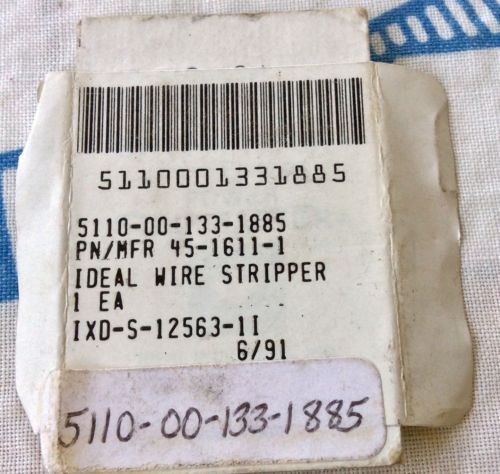 5110001331885
5110-00-133-1885
PN/MFR 45-1611-1
IDEAL WIRE STRIPPER
1 EA
IXD-S-12563-1I
6/91
5110-00-133-1885